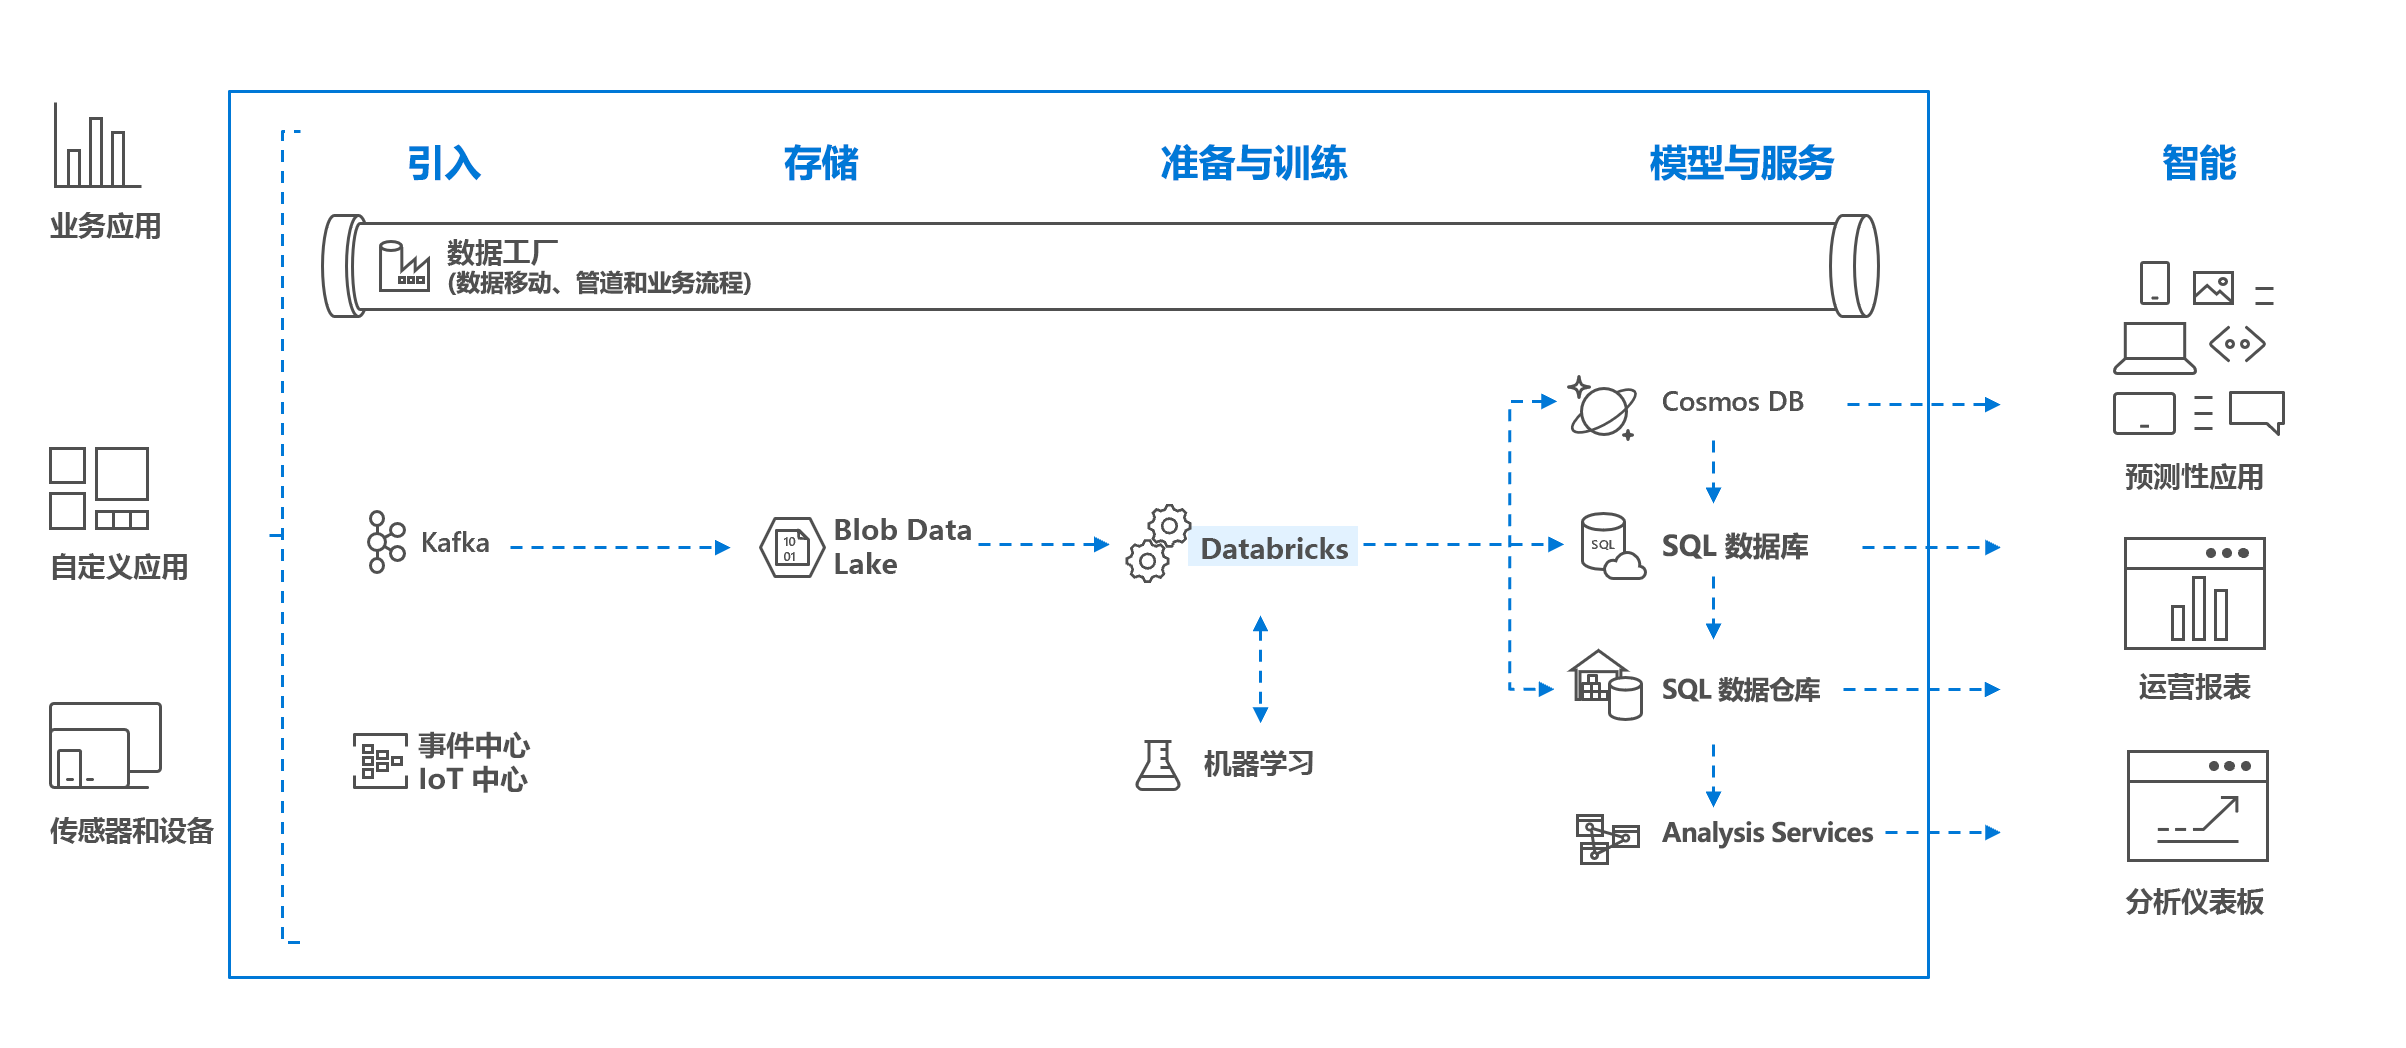 引入
存储
准备与训练
模型与服务
智能
业务应用
自定义应用
传感器和设备
数据工厂
(数据移动、管道和业务流程)
Kafka
事件中心
IoT 中心
10
01
Blob Data
Lake
Databricks
机器学习
Cosmos DB
SQL
SQL 数据库
SQL 数据仓库
Analysis Services
预测性应用
运营报表
分析仪表板